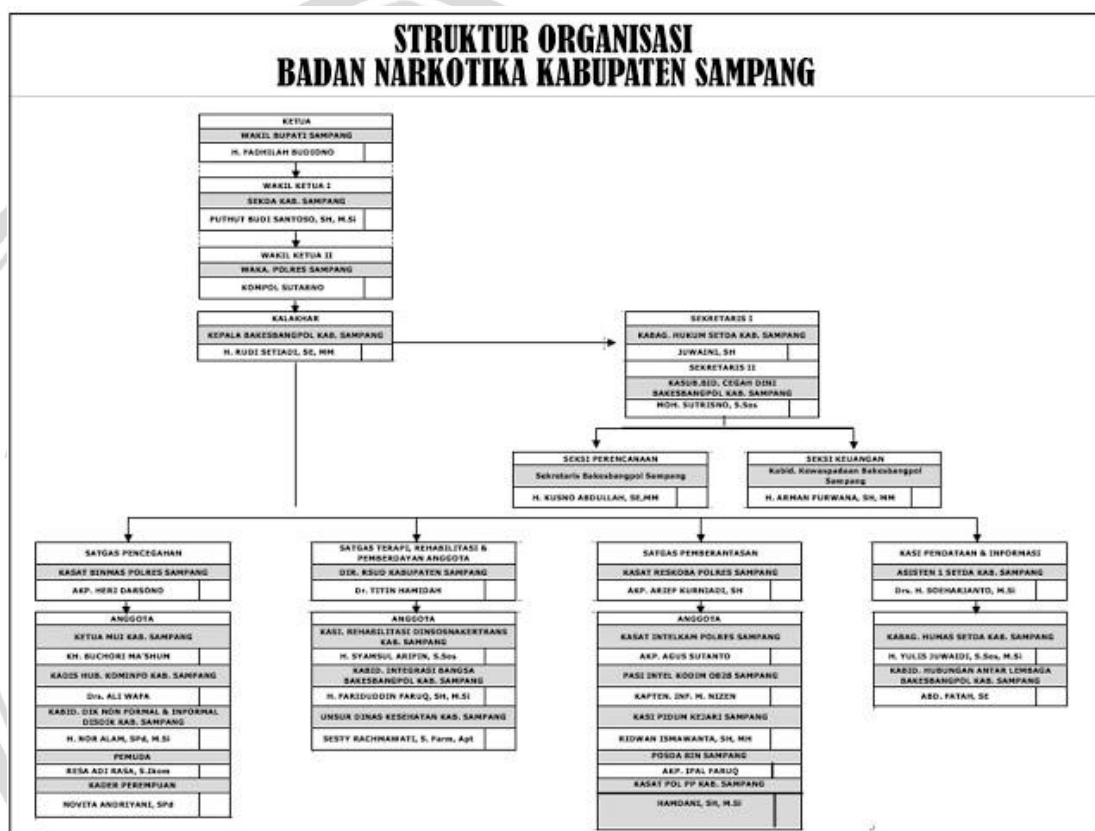 STRUKTUR ORGANISASI
BADAN NARKOTIKA KABUPATEN SAMPANG
KETUA
WAKIL BUPATI SAMPANG
H. FADHILAH BUDIONO
WAKIL KETUA I
SEKDA KAB. SAMPANG
PUTHUT BUDI SANTOSO, SH, M.Si
WAKIL KETUA II
WAKA. POLRES SAMPANG
KOMPOL SUTARNO
KALAKHAR
KEPALA BAKESBANGPOL KAB. SAMPANG
H. RUDI SETIADI, SE, MM
SEKRETARIS I
KABAG. HUKUM SETDA KAB. SAMPANG
JUWAINI, SH
SEKRETARIS II
KASUB.BID. CEGAH DINI
BAKESBANGPOL KAB. SAMPANG
MOH. SUTRISNO, S.Sos
SEKSI PERENCANAAN
Sekretaris Bakesbangpol Sampang
H. KUSNO ABDULLAH, SE,MM
SEKSI KEUANGAN
Kabid. Kewaspadaan Bakesbangpol
Sampang
H. ARMAN PURWANA, SH, MM
SATGAS PENCEGAHAN
KASAT BINMAS POLRES SAMPANG
AKP. HERI DARSONO
ANGGOTA
KETUA MUI KAB. SAMPANG
KH. BUCHORI MA'SHUM
KADIS HUB. KOMINFO KAB. SAMPANG
Drs. ALI WAFA
KABID. DIK NON FORMAL & INFORMAL
DISDIK KAB. SAMPANG
H. NOR ALAM, SPd, M.Si
PEMUDA
RESA ADI RASA, S.Ikom
KADER PEREMPUAN
NOVITA ANDRIYANI, SPd
SATGAS TERAPI, REHABILITASI &
PEMBERDAYAN ANGGOTA
DIR. RSUD KABUPATEN SAMPANG
Dr. TITIN HAMIDAH
ANGGOTA
KASI. REHABILITASI DINSOSNAKERTRANS
KAB. SAMPANG
H. SYAMSUL ARIFIN, S.Sos
KABID. INTEGRASI BANGSA
BAKESBANGPOL KAB. SAMPANG
H. FARIDUDDIN FARUQ, SH, M.Si
UNSUR DINAS KESEHATAN KAB. SAMPANG
SESTY RACHMAWATI, S. Farm, Apt
SATGAS PEMBERANTASAN
KASAT RESKOBA POLRES SAMPANG
AKP. ARIEF KURNIADI, SH
ANGGOTA
KASAT INTELKAM POLRES SAMPANG
AKP. AGUS SUTANTO
PASI INTEL KODIM 0828 SAMPANG
KAPTEN. INF. M. NIZEN
KASI PIDUM KEJARI SAMPANG
RIDWAN ISMAWANTA, SH, MH
POSDA BIN SAMPANG
AKP. IPAL FARUQ
KASAT POL PP KAB. SAMPANG
HAMDANI, SH, M.Si
KASI PENDATAAN & INFORMASI
ASISTEN 1 SETDA KAB. SAMPANG
Drs. H. SOEHARJANTO, M.Si
KABAG. HUMAS SETDA KAB. SAMPANG
H. YULIS JUWAIDI, S.Sos, M.Si
KABID. HUBUNGAN ANTAR LEMBAGA
BAKESBANGPOL KAB. SAMPANG
ABD. FATAH, SE